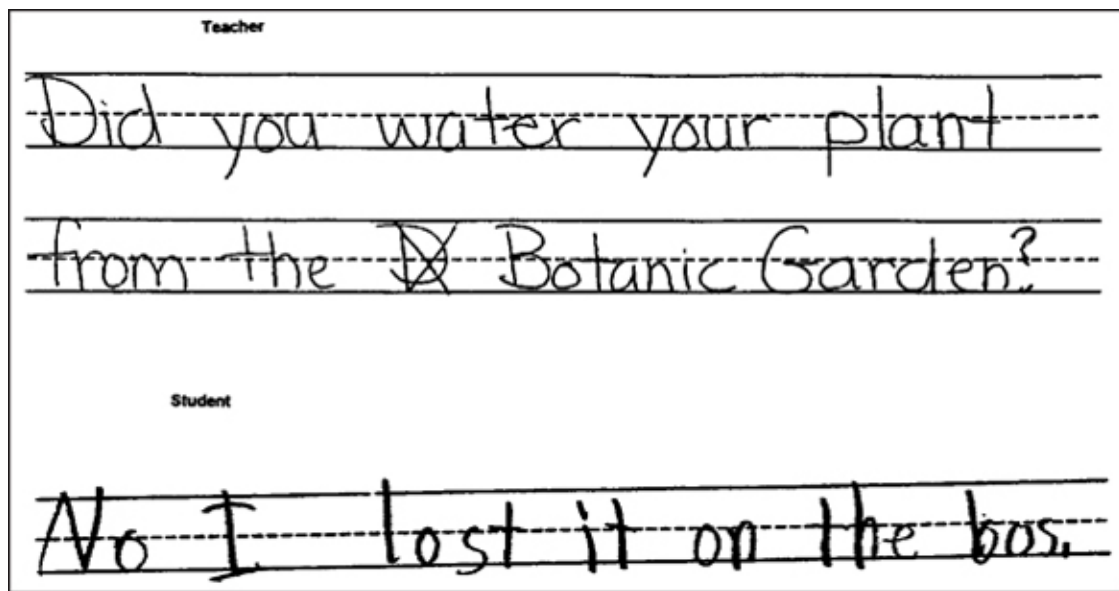 Teacher
Did you water your plant
from the Botanic Garden?
Student
No I lost it on the bos.